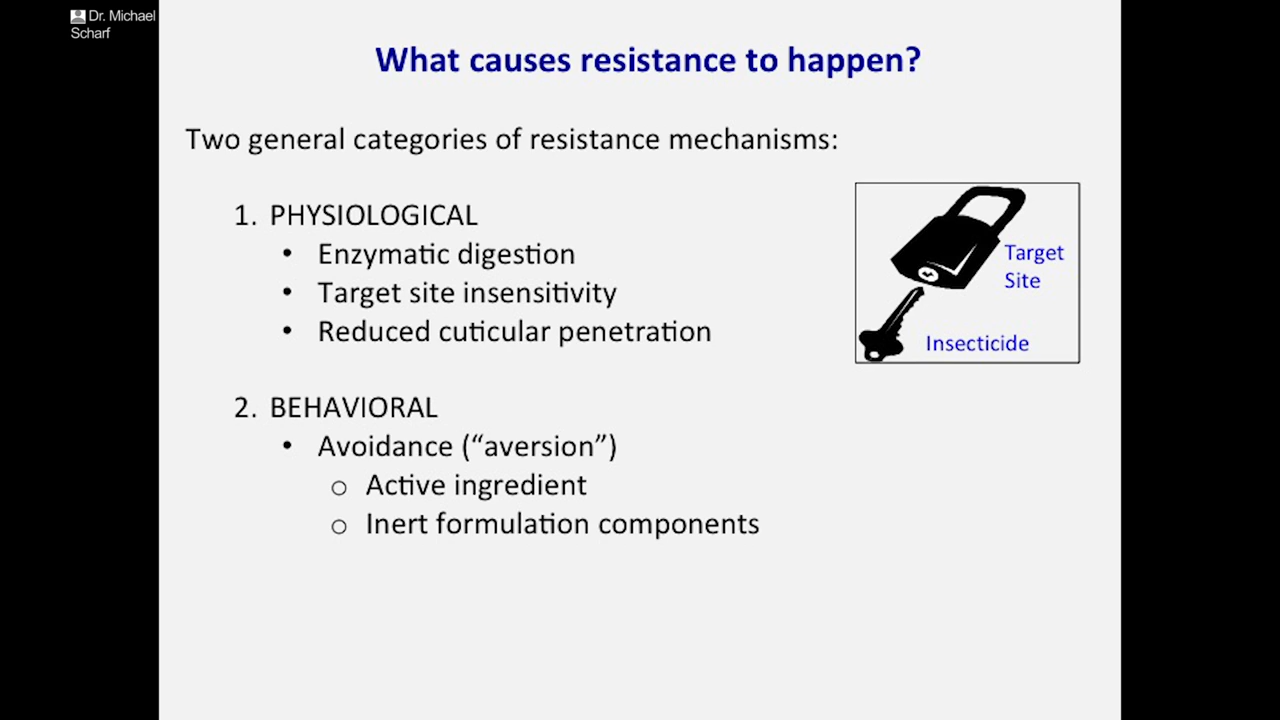 Dr. Michael
Scharf
What causes resistance to happen?
Two general categories of resistance mechanisms:
1. PHYSIOLOGICAL
• Enzymatic digestion
• Target site insensitivity
• Reduced cuticular penetration
Target
Site
Insecticide
2. BEHAVIORAL
• Avoidance (“aversion”)
o Active ingredient
o Inert formulation components